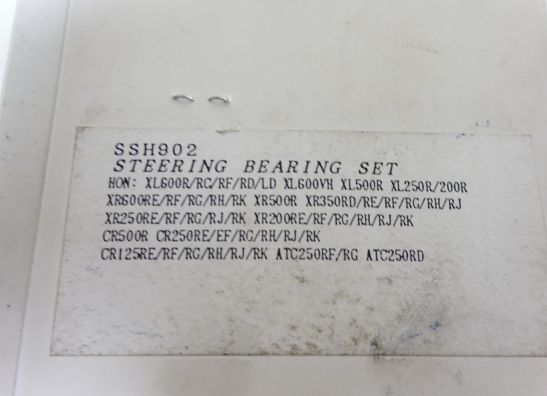 SSH902
STEERING BEARING SET
HON: XL600R/RG/RF/RD/LD XL600VH XL500R XL250R/200R
XR600RE/RF/RG/RH/RK XR500R XR350RD/RE/RF/RG/RH/RJ
XR250RE/RF/RG/RJ/RK XR200RE/RF/RG/RH/RJ/RK
CR500R CR250RE/EF/RG/RH/RJ/RK
CR125RE/RF/RG/RH/RJ/RK ATC250RF/RG ATC250RD